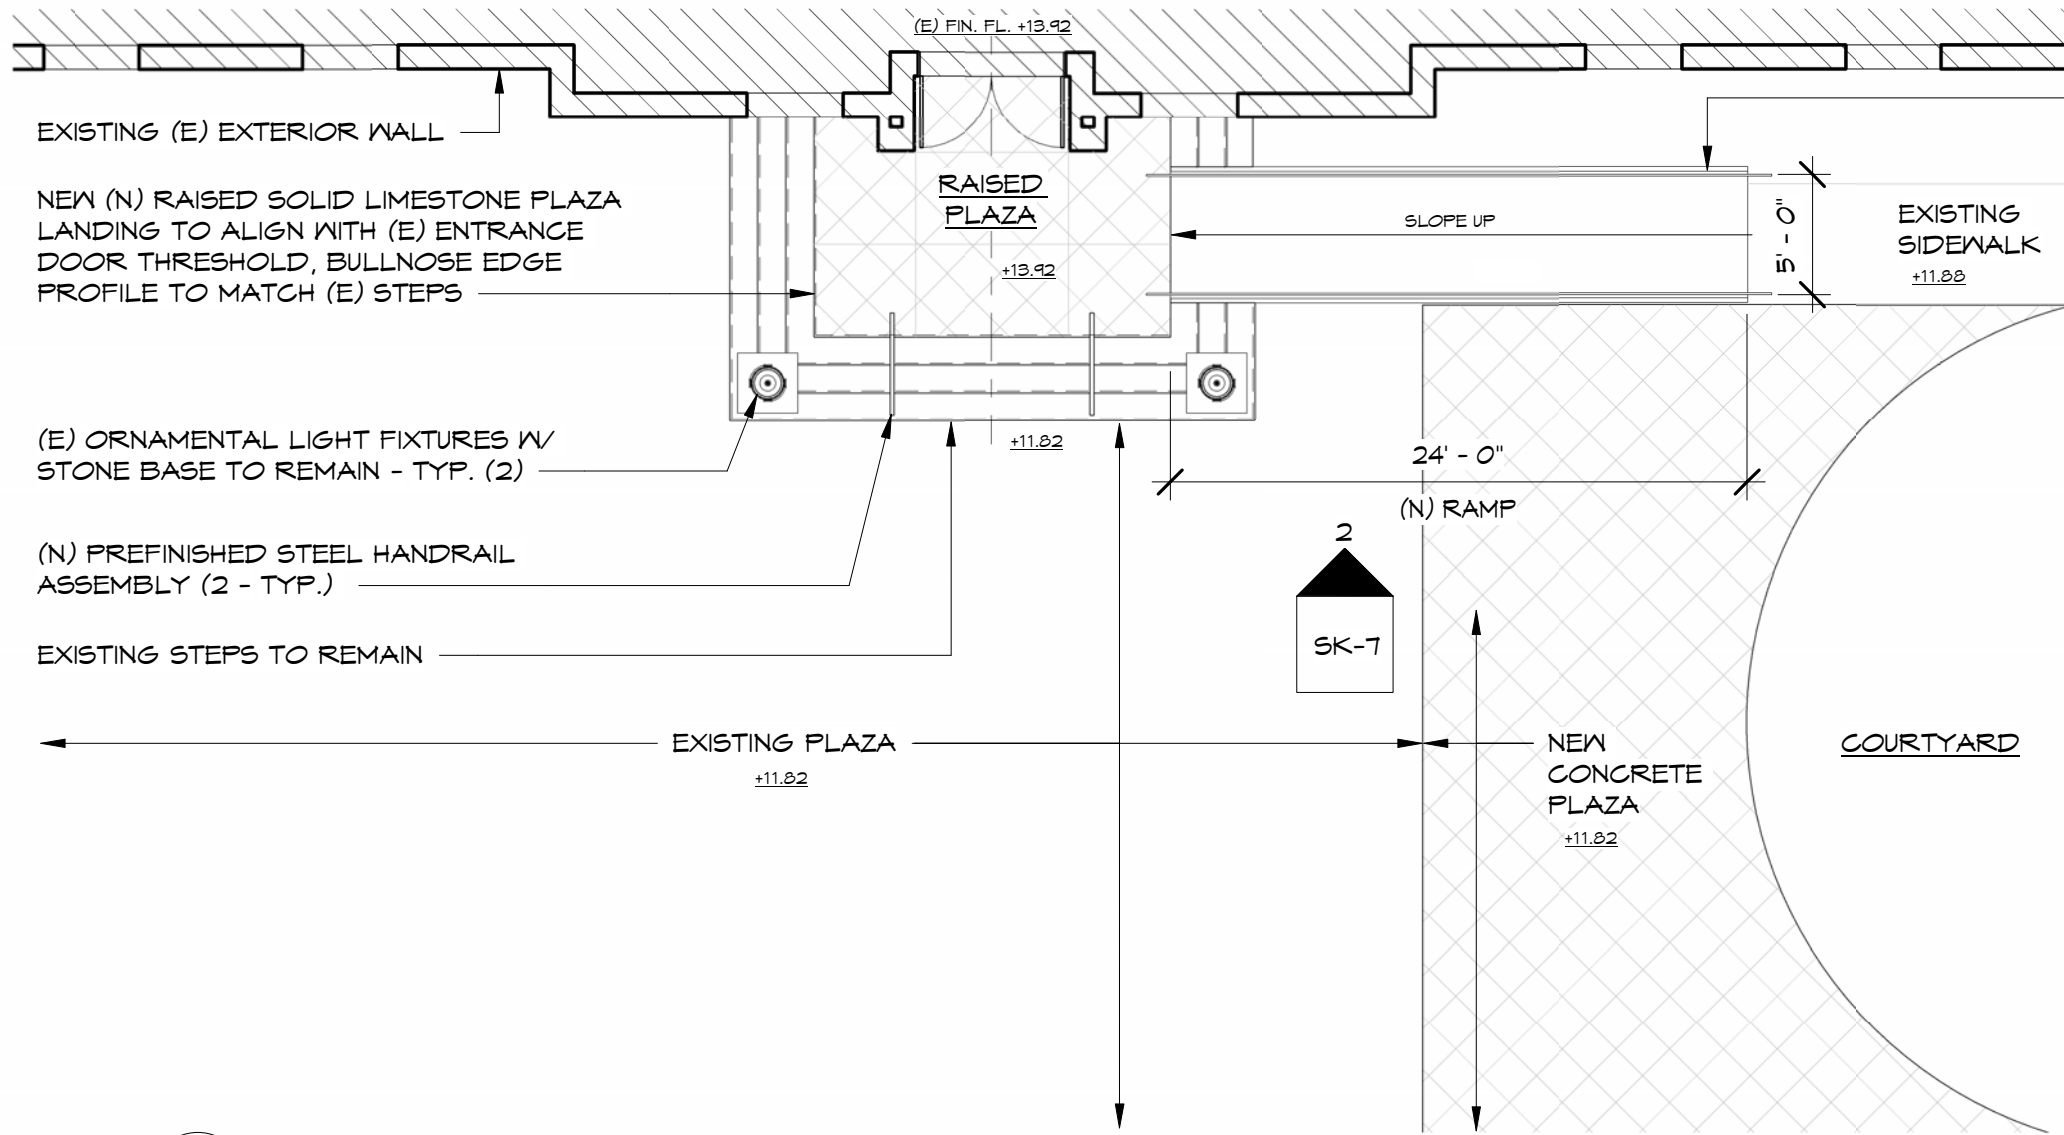 (E) FIN. FL. +13.92
EXISTING (E) EXTERIOR WALL
NEW (N) RAISED SOLID LIMESTONE PLAZA
LANDING TO ALIGN WITH (E) ENTRANCE
DOOR THRESHOLD, BULLNOSE EDGE
PROFILE TO MATCH (E) STEPS
RAISED
PLAZA
+13.92
SLOPE UP
5' - 0"
EXISTING
SIDEWALK
+11.88
(E) ORNAMENTAL LIGHT FIXTURES W/
STONE BASE TO REMAIN - TYP. (2)
+11.82
24' - 0"
(N) RAMP
(N) PREFINISHED STEEL HANDRAIL
ASSEMBLY (2 - TYP.)
2
SK-7
EXISTING STEPS TO REMAIN
EXISTING PLAZA
+11.82
NEW
CONCRETE
PLAZA
+11.82
COURTYARD